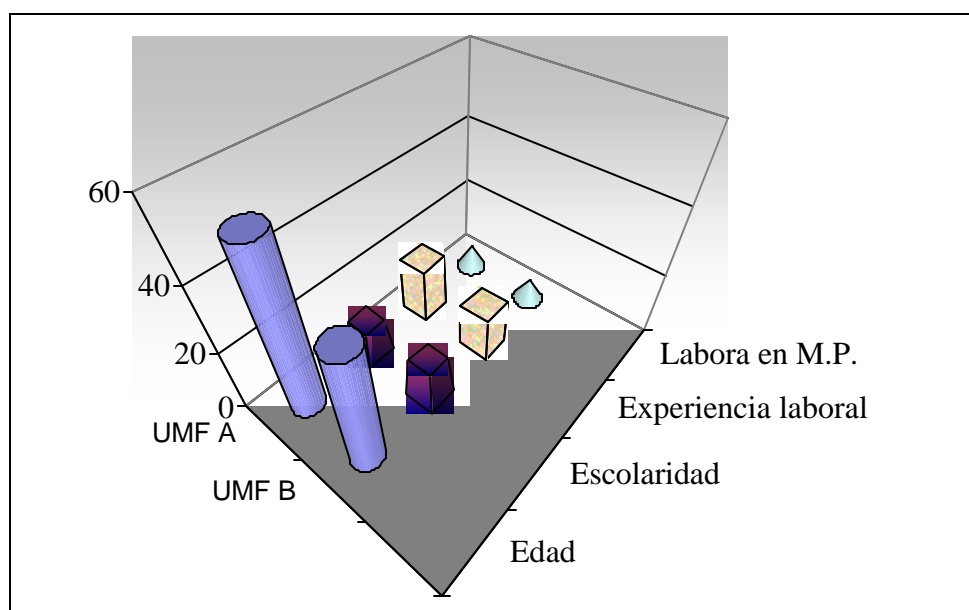 60
40
20
0
UMF A
UMF B
Labora en M.P.
Experiencia laboral
Escolaridad
Edad